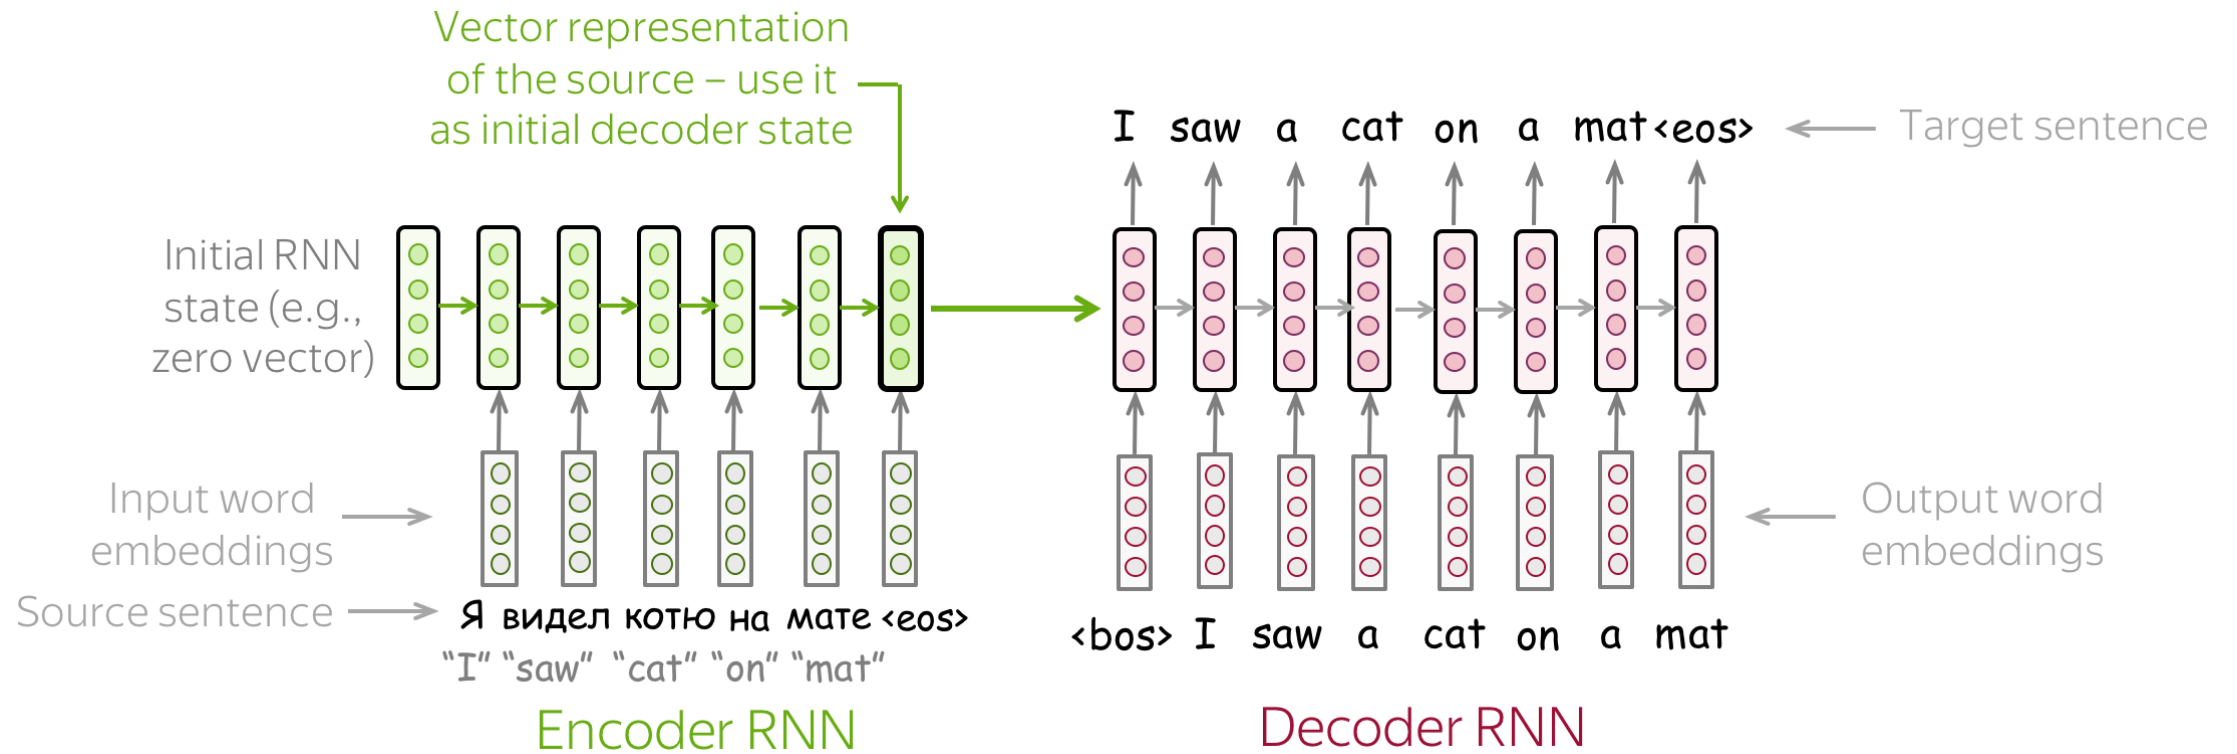 Vector representation
of the source – use it
as initial decoder state
I saw a cat on a mat <eos>
Target sentence
Initial RNN
state (e.g.,
zero vector)
Input word
embeddings
Output word
embeddings
Source sentence
Я видел котю на мате <eos>
"I" "saw" "cat" "on" "mat"
<bos> I saw a cat on a mat
Encoder RNN
Decoder RNN